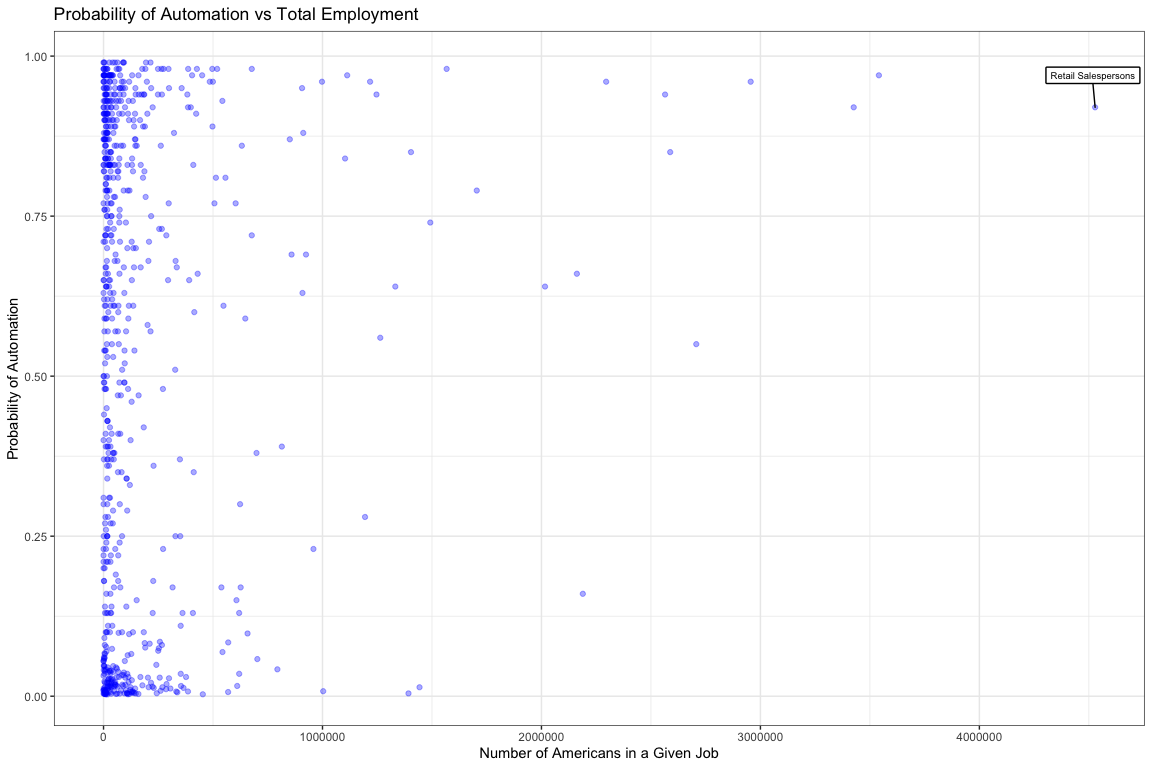 Probability of Automation vs Total Employment
1.00
Retail Salespersons
0.75
Probability of Automation
0.50
0.25
0.00
0
1000000
2000000
3000000
4000000
Number of Americans in a Given Job